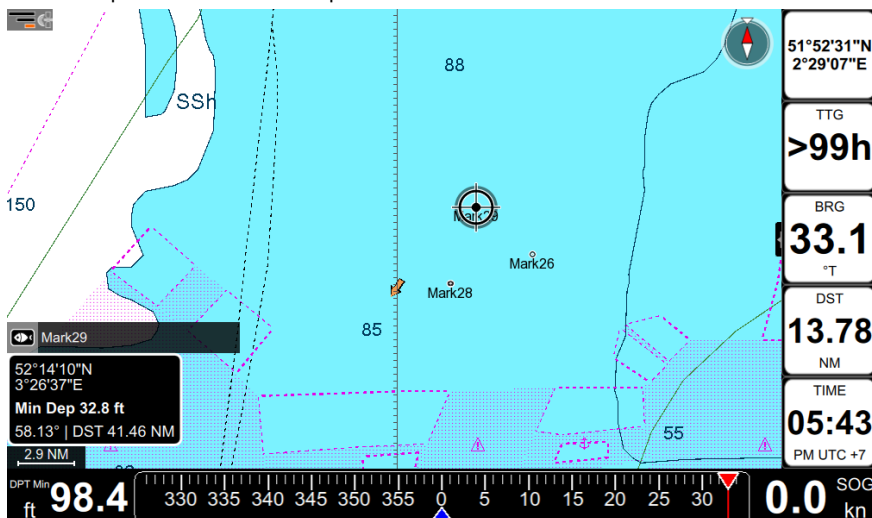 88
SSh
150
Mark29
Mark26
Mark28
85
55
Mark29
52°14'10"N
3°26'37"E
Min Dep 32.8 ft
58.13° | DST 41.46 NM
2.9 NM
51°52'31"N
2°29'07"E
TTG
>99h
BRG
33.1
°T
DST
13.78
NM
TIME
05:43
PM UTC +7
DPT Min
ft 98.4
330 335 340 345 350 355 0 5 10 15 20 25 30
0.0 SOG
kn